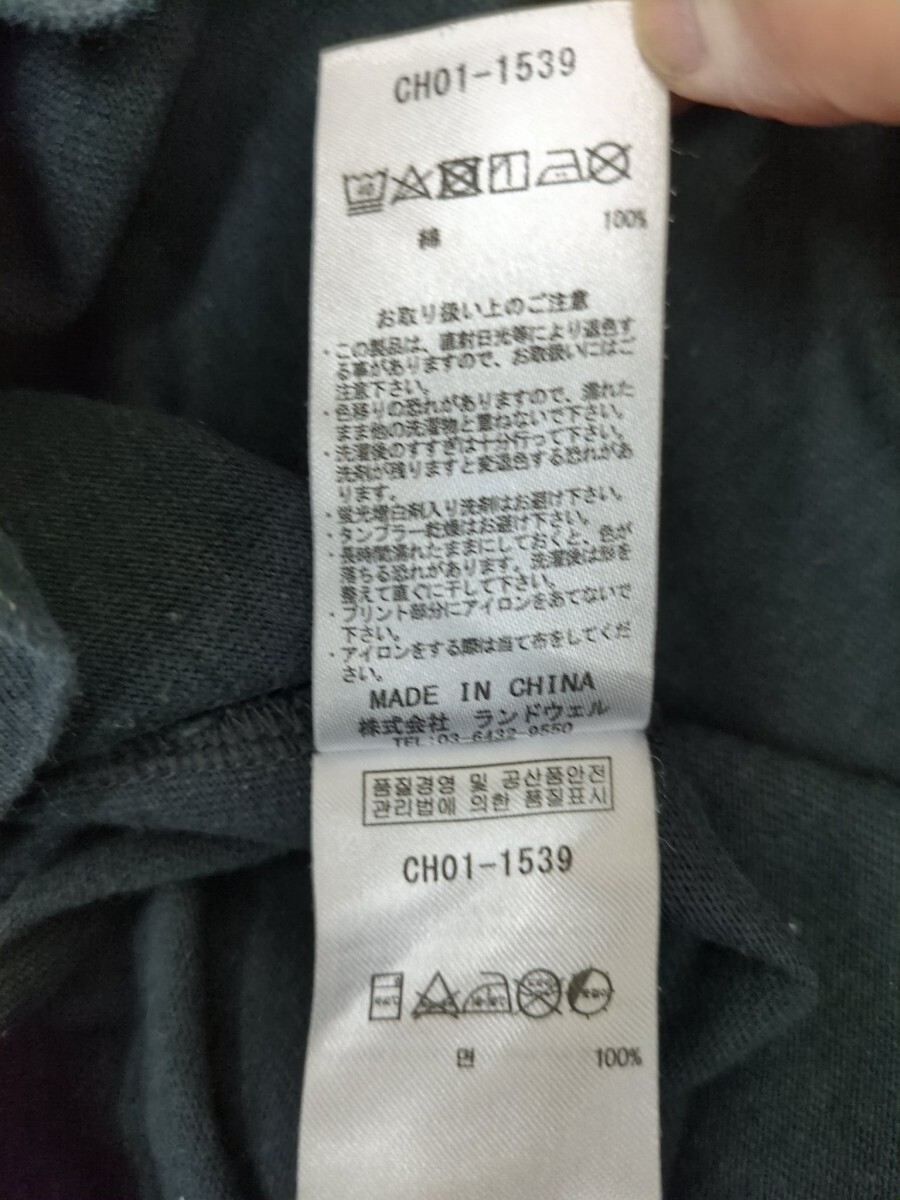 CH01-1539
40
綿 100%
お取り扱い上のご注意
・この製品は、直射日光等により退色す
る事がありますので、お取扱いにはご
注意下さい。
・色移りの恐れがありますので、濡れた
まま他の洗濯物と重ねないで下さい。
・洗濯後のすすぎは十分行って下さい。
洗剤が残りますと変退色する恐れがあ
ります。
・蛍光増白剤入り洗剤はお避け下さい。
・タンブラー乾燥はお避け下さい。
・長時間濡れたままにしておくと、色が
落ちる恐れがあります。洗濯後は形を
整えて直ぐに干して下さい。
・プリント部分にアイロンをあてないで
下さい。
・アイロンをする際は当て布をしてくだ
さい。
MADE IN CHINA
株式会社 ランドウェル
TEL:03-6432-9550
품질경영 및 공산품안전
관리법에 의한 품질표시
CH01-1539
면 100%